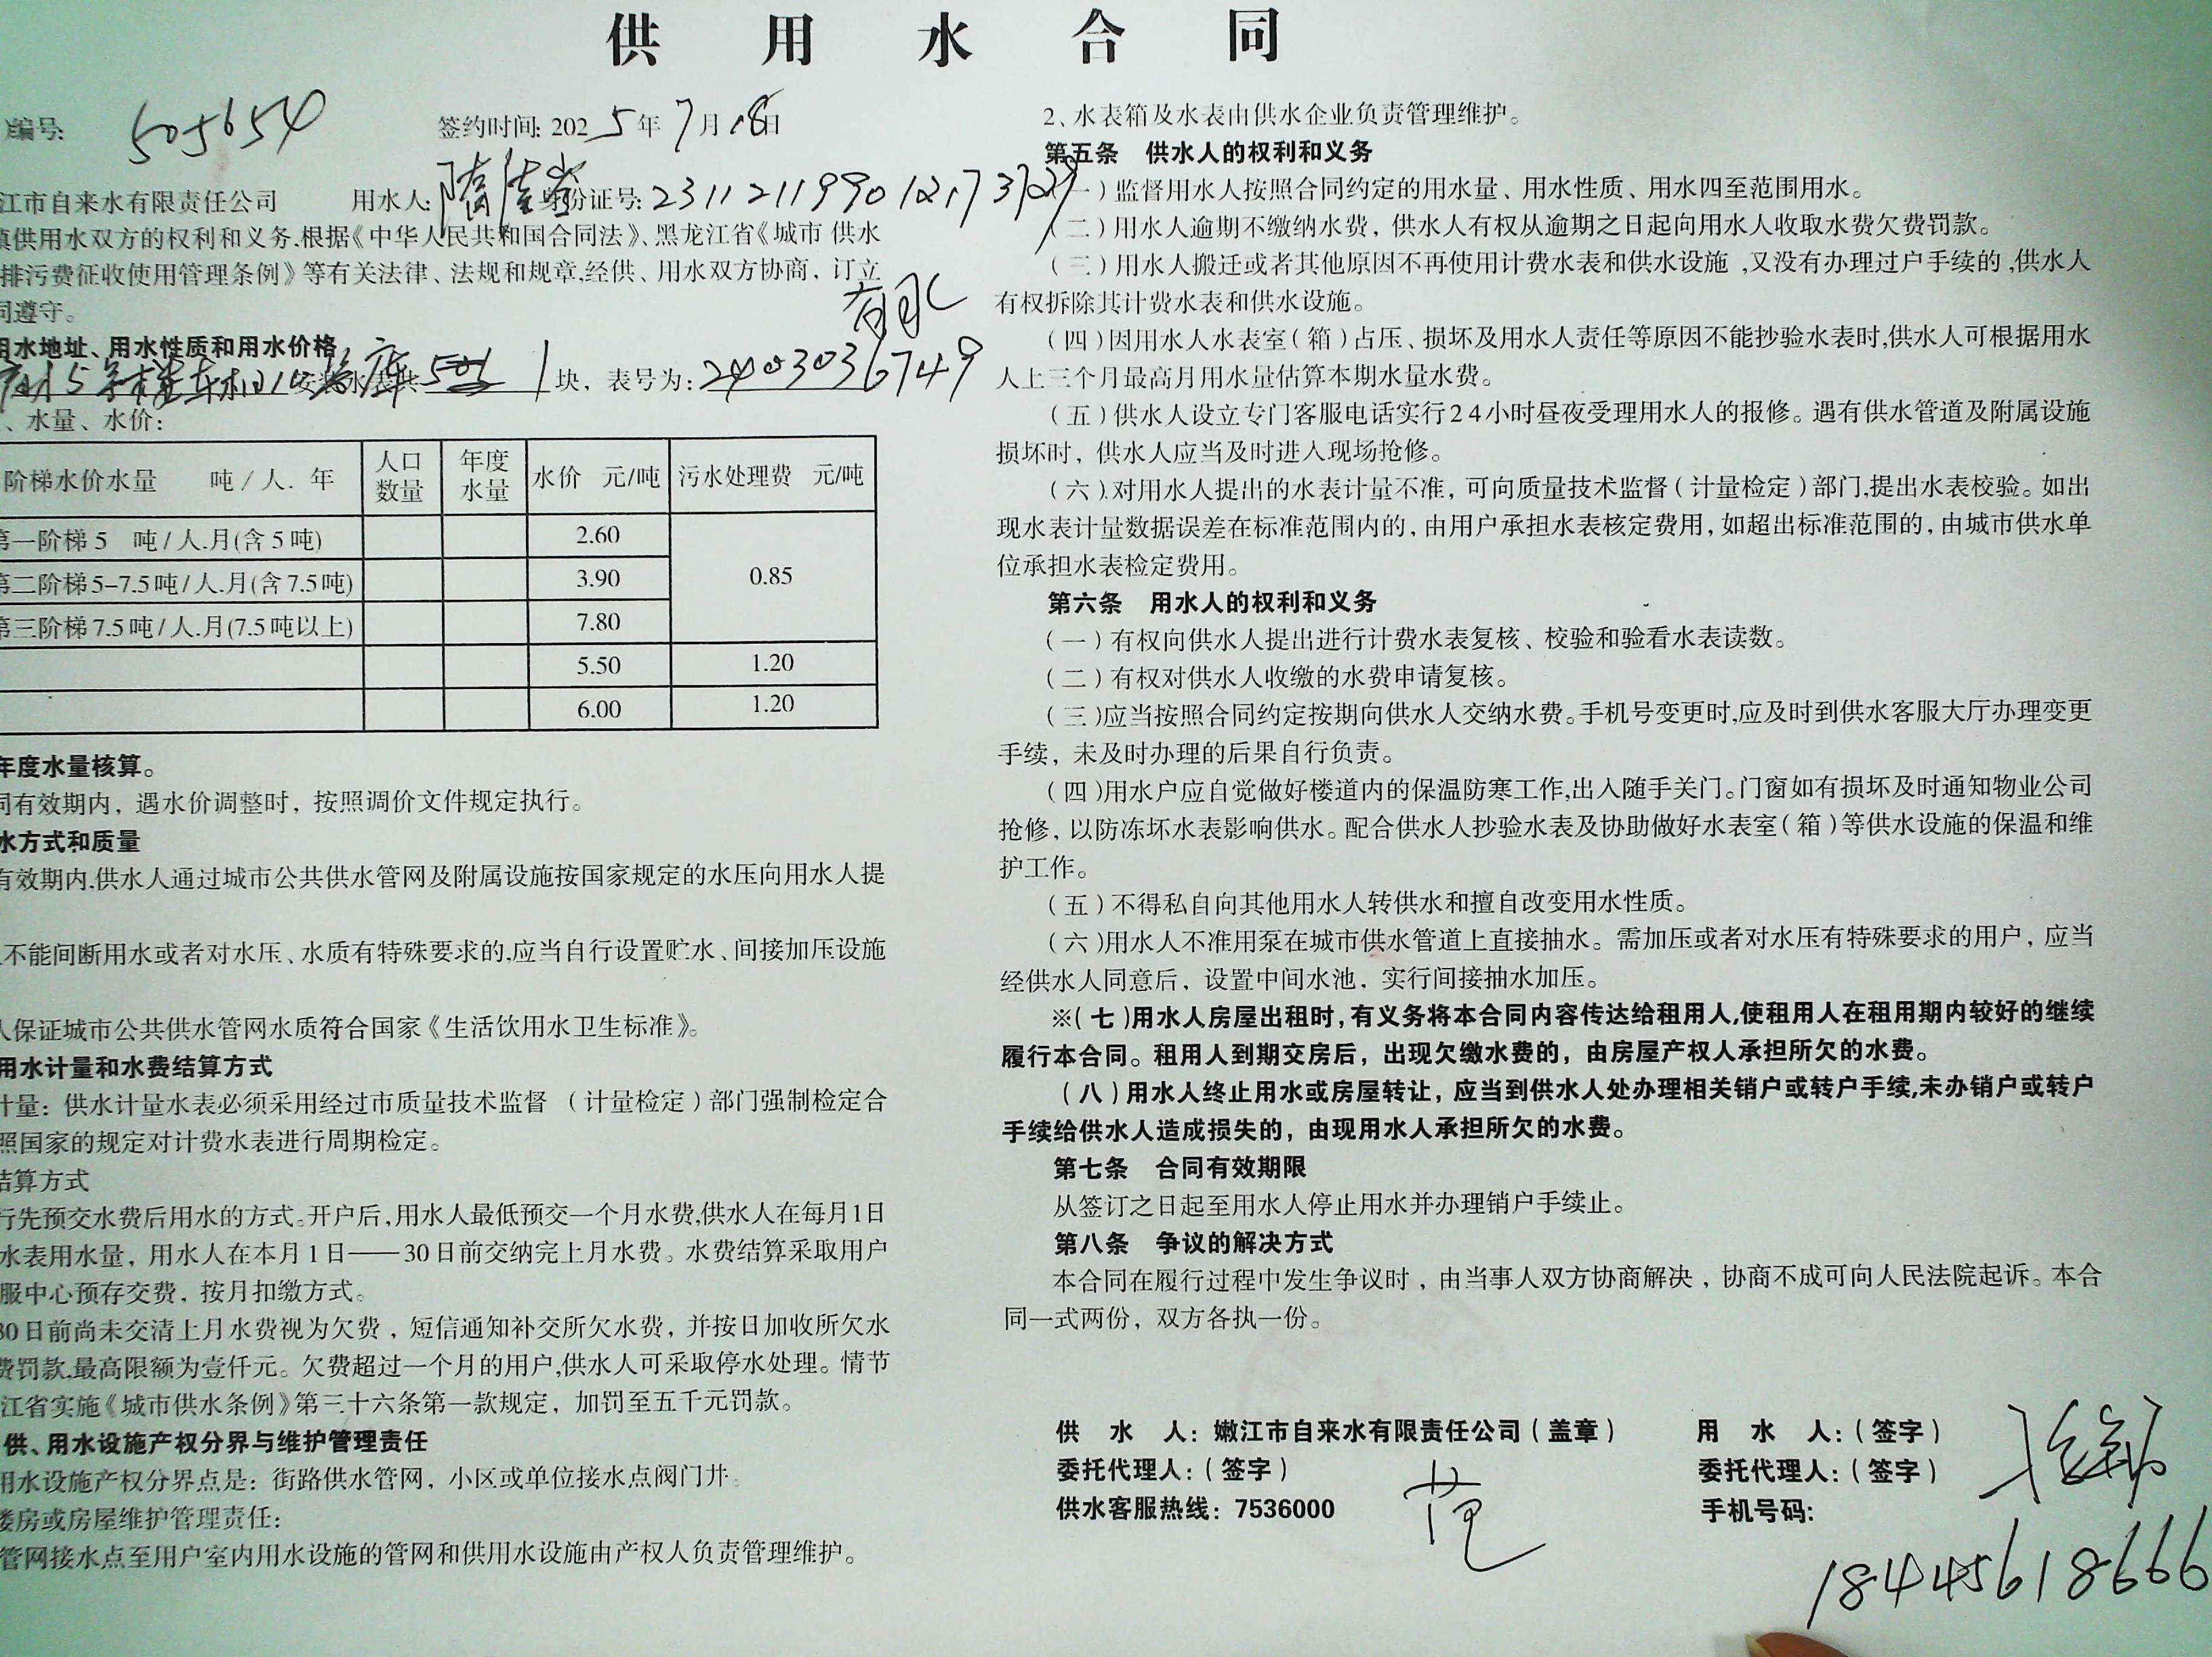 供用水合同
编号: 505654 签约时间: 2025年7月18日
江市自来水有限责任公司 用水人: 隋 身份证号:
供用水双方的权利和义务.根据《中华人民共和国合同法》、黑龙江省《城市 供水
排污费征收使用管理条例》等有关法律、法规和规章,经供、用水双方协商，订立
同遵守。
有水
用水地址、用水性质和用水价格
5号楼 车库 1块，表号为: 2403036749
、水量、水价:
阶梯水价水量 吨/人．年 人口数量 年度水量 水价 元/吨 污水处理费 元/吨
第一阶梯5 吨/人.月(含5吨) 2.60
第二阶梯5-7.5吨/人.月(含7.5吨) 3.90 0.85
第三阶梯7.5吨/人.月(7.5吨以上) 7.80
5.50 1.20
6.00 1.20
年度水量核算。
同有效期内，遇水价调整时，按照调价文件规定执行。
水方式和质量
有效期内,供水人通过城市公共供水管网及附属设施按国家规定的水压向用水人提
不能间断用水或者对水压、水质有特殊要求的,应当自行设置贮水、间接加压设施
人保证城市公共供水管网水质符合国家《生活饮用水卫生标准》。
用水计量和水费结算方式
计量：供水计量水表必须采用经过市质量技术监督 （计量检定）部门强制检定合
照国家的规定对计费水表进行周期检定。
结算方式
行先预交水费后用水的方式。开户后,用水人最低预交一个月水费,供水人在每月1日
水表用水量，用水人在本月1日——30日前交纳完上月水费。水费结算采取用户
服中心预存交费，按月扣缴方式。
30日前尚未交清上月水费视为欠费，短信通知补交所欠水费，并按日加收所欠水
费罚款,最高限额为壹仟元。欠费超过一个月的用户,供水人可采取停水处理。情节
江省实施《城市供水条例》第三十六条第一款规定，加罚至五千元罚款。
供、用水设施产权分界与维护管理责任
用水设施产权分界点是：街路供水管网，小区或单位接水点阀门井。
楼房或房屋维护管理责任：
管网接水点至用户室内用水设施的管网和供用水设施由产权人负责管理维护。
2、水表箱及水表由供水企业负责管理维护。
第五条 供水人的权利和义务
（一）监督用水人按照合同约定的用水量、用水性质、用水四至范围用水。
（二）用水人逾期不缴纳水费，供水人有权从逾期之日起向用水人收取水费欠费罚款。
（三）用水人搬迁或者其他原因不再使用计费水表和供水设施,又没有办理过户手续的,供水人
有权拆除其计费水表和供水设施。
（四）因用水人水表室（箱）占压、损坏及用水人责任等原因不能抄验水表时,供水人可根据用水
人上三个月最高月用水量估算本期水量水费。
（五）供水人设立专门客服电话实行24小时昼夜受理用水人的报修。遇有供水管道及附属设施
损坏时，供水人应当及时进入现场抢修。
（六）对用水人提出的水表计量不准，可向质量技术监督（计量检定）部门,提出水表校验。如出
现水表计量数据误差在标准范围内的，由用户承担水表核定费用，如超出标准范围的，由城市供水单
位承担水表检定费用。
第六条 用水人的权利和义务
（一）有权向供水人提出进行计费水表复核、校验和验看水表读数。
（二）有权对供水人收缴的水费申请复核。
（三）应当按照合同约定按期向供水人交纳水费。手机号变更时,应及时到供水客服大厅办理变更
手续，未及时办理的后果自行负责。
（四）用水户应自觉做好楼道内的保温防寒工作,出入随手关门。门窗如有损坏及时通知物业公司
抢修，以防冻坏水表影响供水。配合供水人抄验水表及协助做好水表室（箱）等供水设施的保温和维
护工作。
（五）不得私自向其他用水人转供水和擅自改变用水性质。
（六）用水人不准用泵在城市供水管道上直接抽水。需加压或者对水压有特殊要求的用户，应当
经供水人同意后，设置中间水池，实行间接抽水加压。
※（七）用水人房屋出租时,有义务将本合同内容传达给租用人,使租用人在租用期内较好的继续
履行本合同。租用人到期交房后，出现欠缴水费的，由房屋产权人承担所欠的水费。
（八）用水人终止用水或房屋转让，应当到供水人处办理相关销户或转户手续,未办销户或转户
手续给供水人造成损失的，由现用水人承担所欠的水费。
第七条 合同有效期限
从签订之日起至用水人停止用水并办理销户手续止。
第八条 争议的解决方式
本合同在履行过程中发生争议时，由当事人双方协商解决，协商不成可向人民法院起诉。本合
同一式两份，双方各执一份。
供 水 人：嫩江市自来水有限责任公司（盖章） 用 水 人：（签字）
委托代理人：（签字） 范 委托代理人：（签字）
供水客服热线：7536000 手机号码：
18445618666